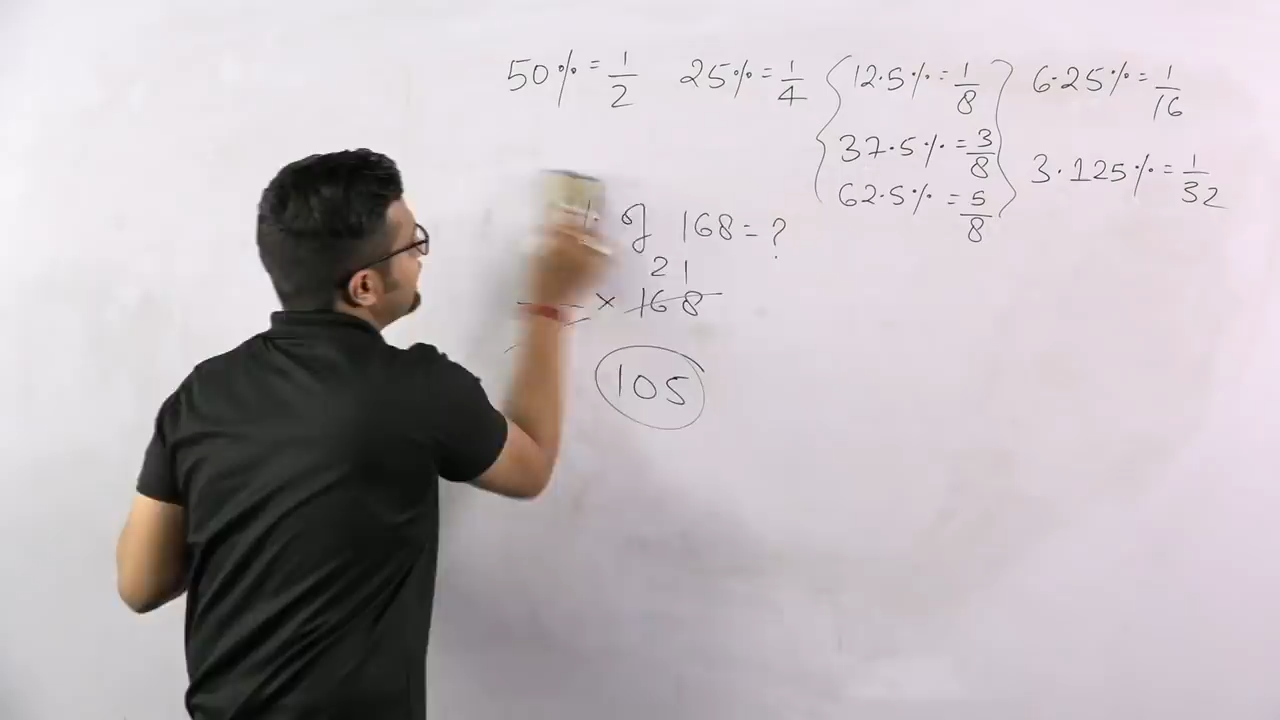 50% = 1/2 25% = 1/4 12.5% = 1/8 6.25% = 1/16
37.5% = 3/8 3.125% = 1/32
62.5% = 5/8
% of 168 = ?
21
× 168
105